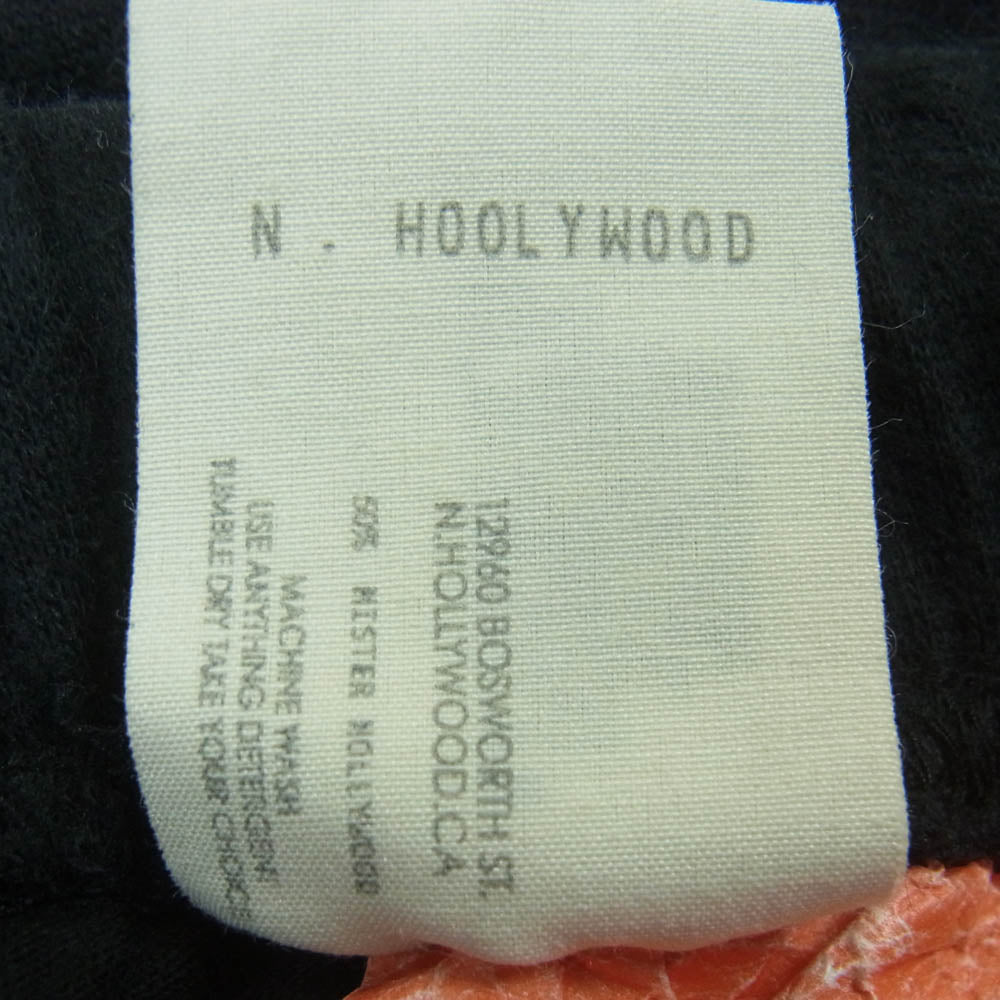 N. HOOLYWOOD
12960 BOSWORTH ST.
N.HOLLYWOOD.CA
50% MISTER HOLLYWOOD
MACHINE WASH
USE ANYTHING DETERGENT
TUMBLE DRY TAKE YOUR CHOICE